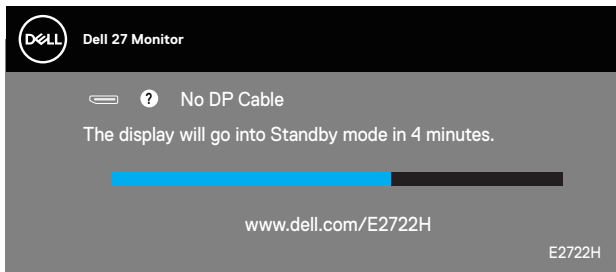 DELL
Dell 27 Monitor
? No DP Cable
The display will go into Standby mode in 4 minutes.
www.dell.com/E2722H
E2722H